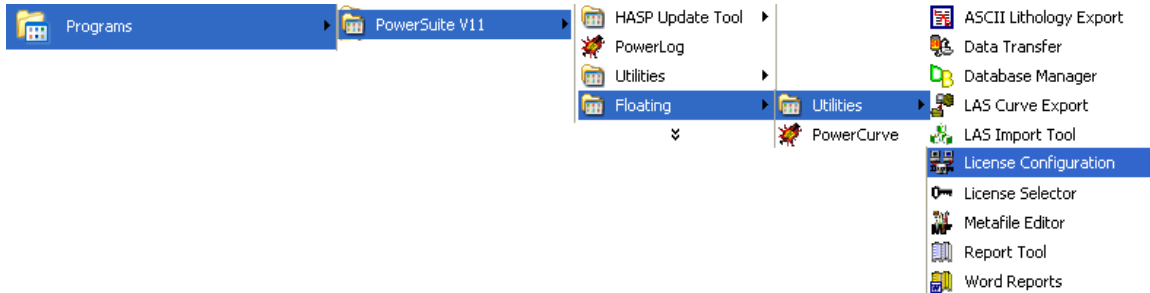 Programs
PowerSuite V11
HASP Update Tool
PowerLog
Utilities
Floating
Utilities
PowerCurve
ASCII Lithology Export
Data Transfer
Database Manager
LAS Curve Export
LAS Import Tool
License Configuration
License Selector
Metafile Editor
Report Tool
Word Reports